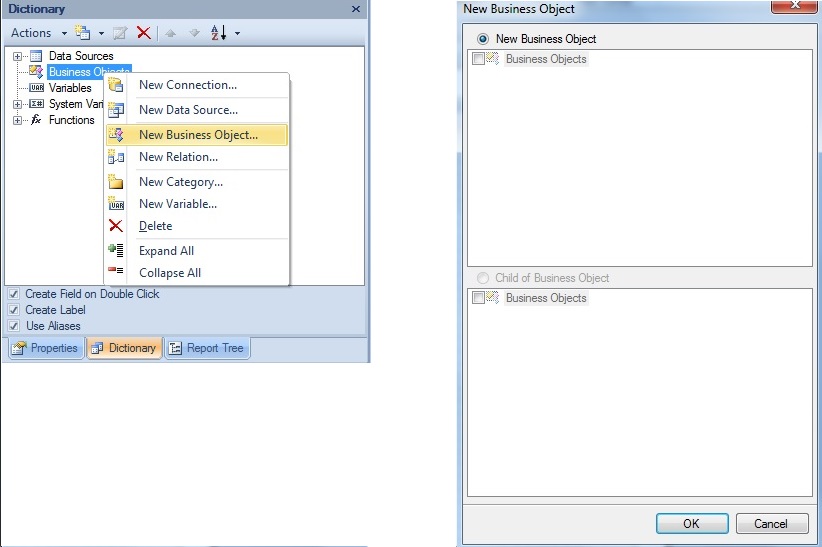 Dictionary
Actions
Data Sources
Business Objects
Variables
System Vari
Functions
New Connection...
New Data Source...
New Business Object...
New Relation...
New Category...
New Variable...
Delete
Expand All
Collapse All
Create Field on Double Click
Create Label
Use Aliases
Properties Dictionary Report Tree
New Business Object
New Business Object
Business Objects
Child of Business Object
Business Objects
OK Cancel